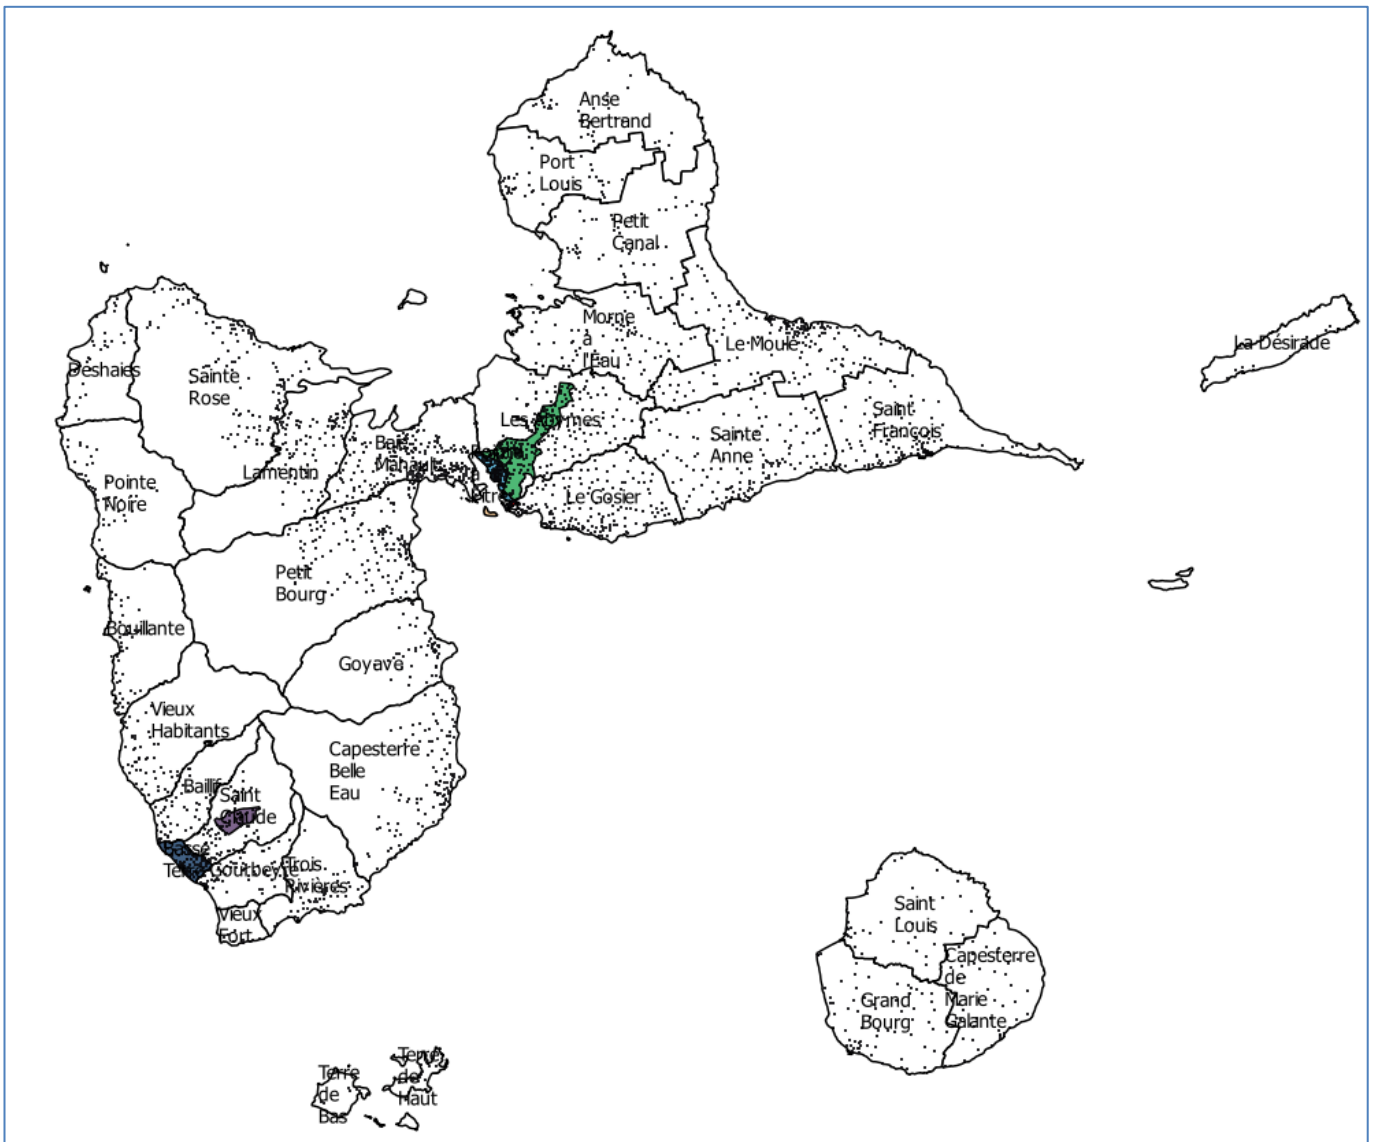 Anse
Bertrand
Port
Louis
Petit
Canal
Morne
à
l'Eau
Le Moule
La Désirade
Déshaies
Sainte
Rose
Les Abymes
Saint
François
Sainte
Anne
Baie
Mahault
Lamentin
Pointe
à
Pitre
Pointe
Noire
Le Gosier
Petit
Bourg
Bouillante
Goyave
Vieux
Habitants
Capesterre
Belle
Eau
Baillif
Saint
Claude
Basse
Terre
Gourbeyre
Trois
Rivières
Vieux
Fort
Saint
Louis
Capesterre
de
Marie
Galante
Grand
Bourg
Terre
de
Haut
Terre
de
Bas